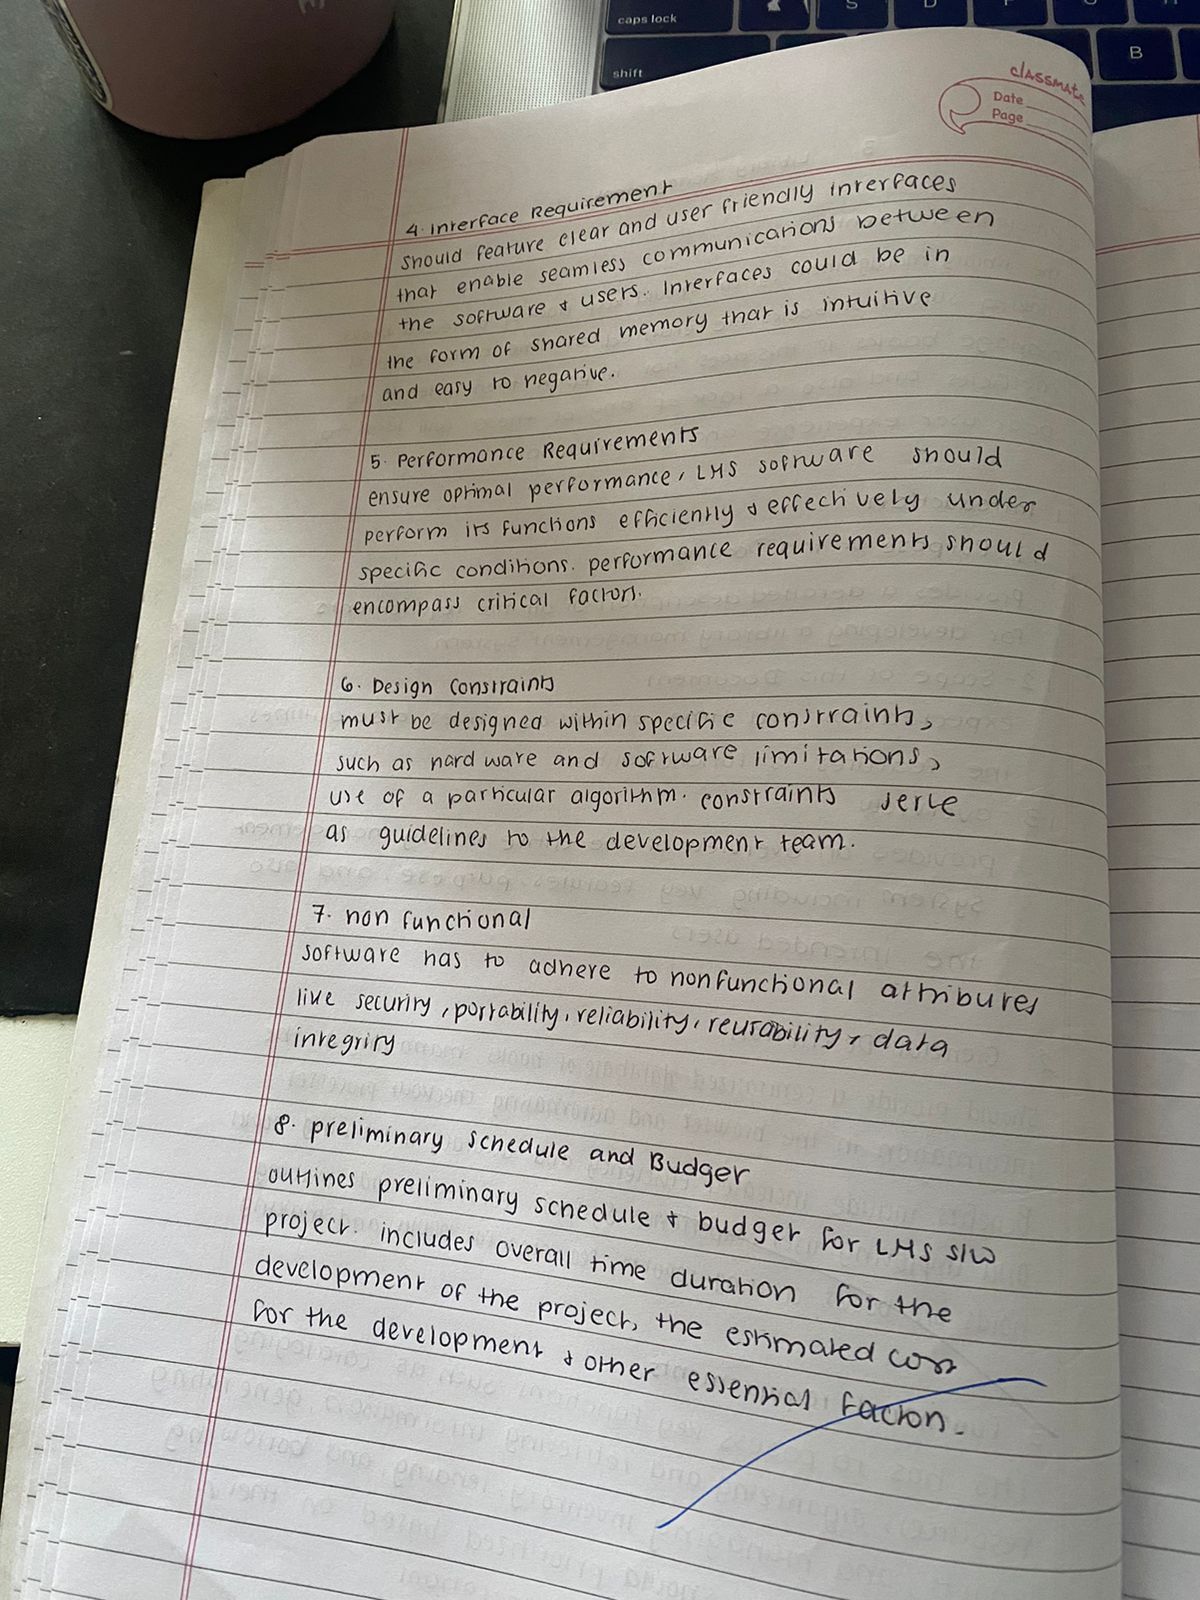 caps lock
shift
S
D
F
G
H
B
classmate
Date
Page
4. Interface Requirement
should feature clear and user friendly interfaces
that enable seamless communications between
the software & users. Interfaces could be in
the form of shared memory that is intuitive
and easy to negative.
5. Performance Requirements
ensure optimal performance, LMS software should
perform its functions efficiently & effectively under
specific conditions. performance requirements should
encompass critical factors.
6. Design Constraints
must be designed within specific constraints,
such as hard ware and software limitations,
use of a particular algorithm. constraints serve
as guidelines to the development team.
7. non functional
software has to adhere to nonfunctional attributes
like security, portability, reliability, reusability, data
integrity
8. preliminary schedule and Budget
outlines preliminary schedule & budget for LMS S/W
project. includes overall time duration for the
development of the project, the estimated cost
for the development & other essential factors.